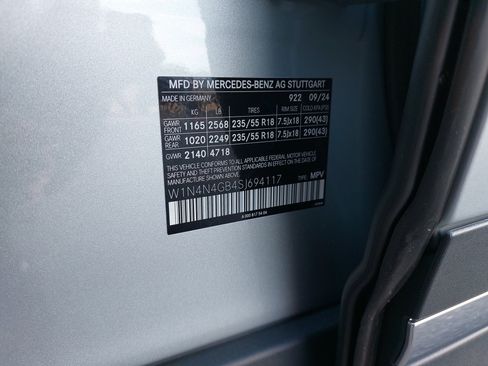 MFD BY MERCEDES-BENZ AG STUTTGART
MADE IN GERMANY 922 09/24
KG LB TIRES RIM SIZE COLD KPA(PSI)
GAWR FRONT 1165 2568 235/55 R18 7.5Jx18 290(43)
GAWR REAR 1020 2249 235/55 R18 7.5Jx18 290(43)
GVWR 2140 4718
THIS VEHICLE CONFORMS TO ALL APPLICABLE FEDERAL MOTOR VEHICLE
SAFETY AND THEFT PREVENTION STANDARDS IN EFFECT ON THE DATE OF
MANUFACTURE SHOWN ABOVE.
W1N4N4GB4SJ694117 TYPE: MPV